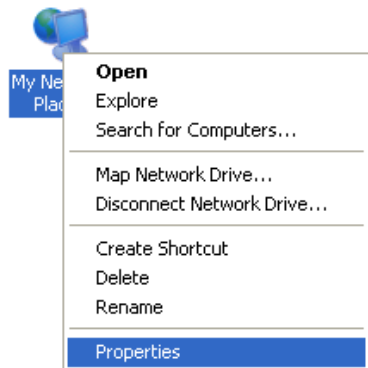 My Ne
Plac
Open
Explore
Search for Computers...
Map Network Drive...
Disconnect Network Drive...
Create Shortcut
Delete
Rename
Properties